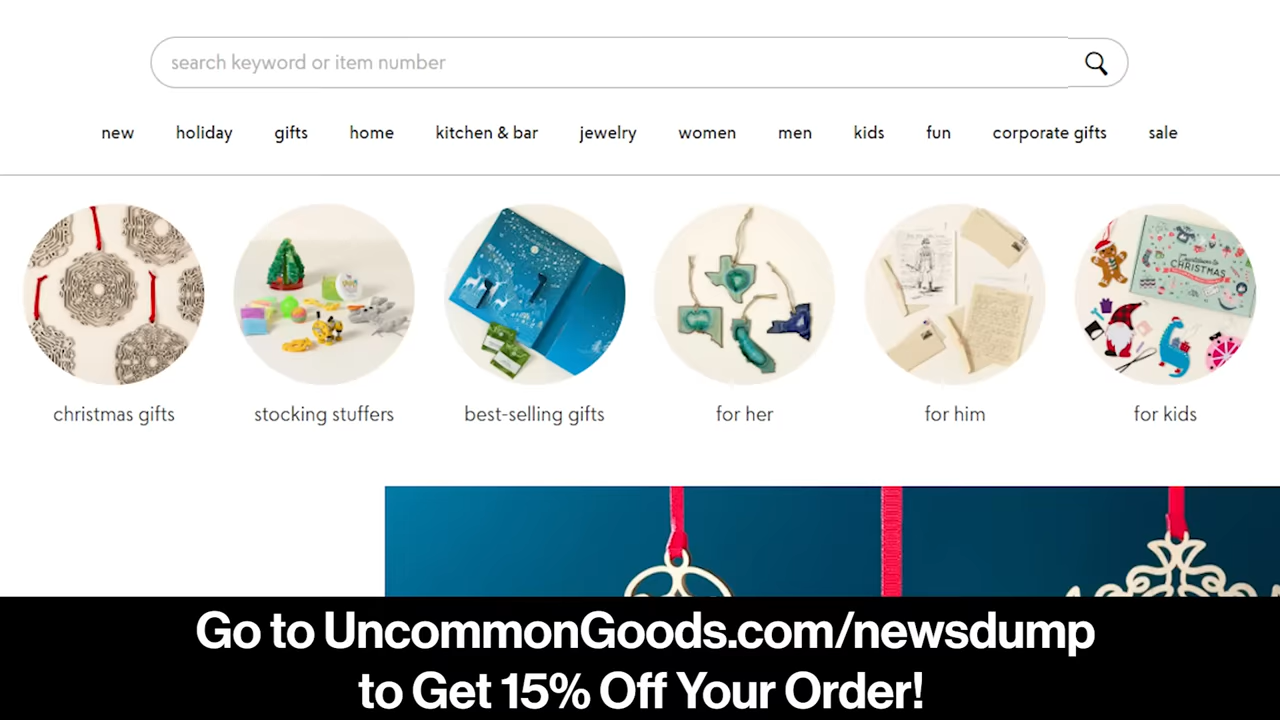 search keyword or item number
new holiday gifts home kitchen & bar jewelry women men kids fun corporate gifts sale
christmas gifts stocking stuffers best-selling gifts for her for him for kids
Go to UncommonGoods.com/newsdump
to Get 15% Off Your Order!